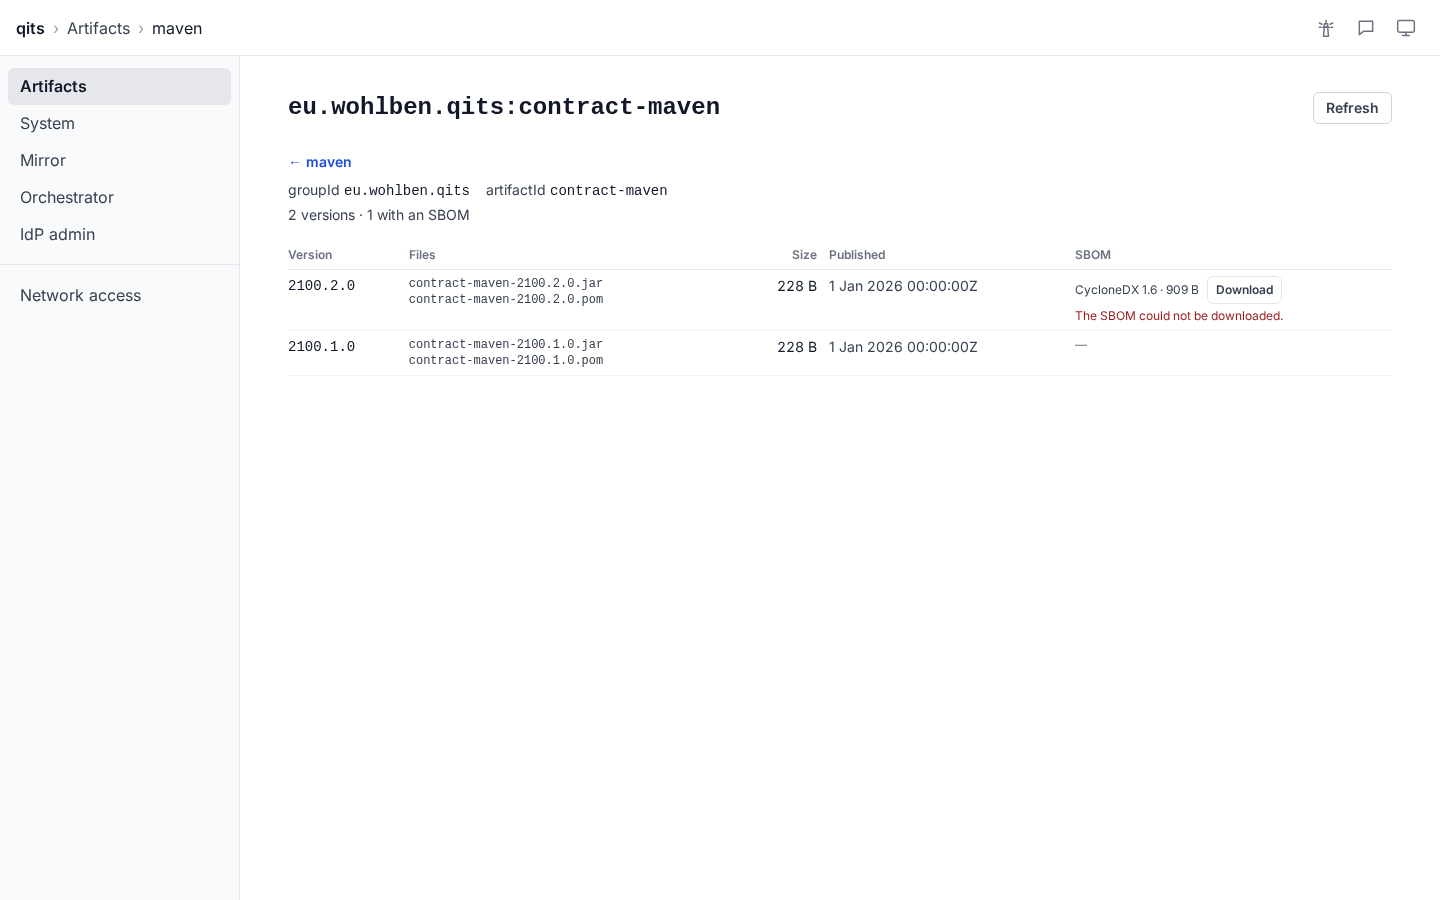 qits › Artifacts › maven
Artifacts
System
Mirror
Orchestrator
IdP admin
Network access
eu.wohlben.qits:contract-maven
Refresh
← maven
groupId eu.wohlben.qits artifactId contract-maven
2 versions · 1 with an SBOM
Version Files Size Published SBOM
2100.2.0 contract-maven-2100.2.0.jar 228 B 1 Jan 2026 00:00:00Z CycloneDX 1.6 · 909 B Download
contract-maven-2100.2.0.pom
The SBOM could not be downloaded.
2100.1.0 contract-maven-2100.1.0.jar 228 B 1 Jan 2026 00:00:00Z —
contract-maven-2100.1.0.pom